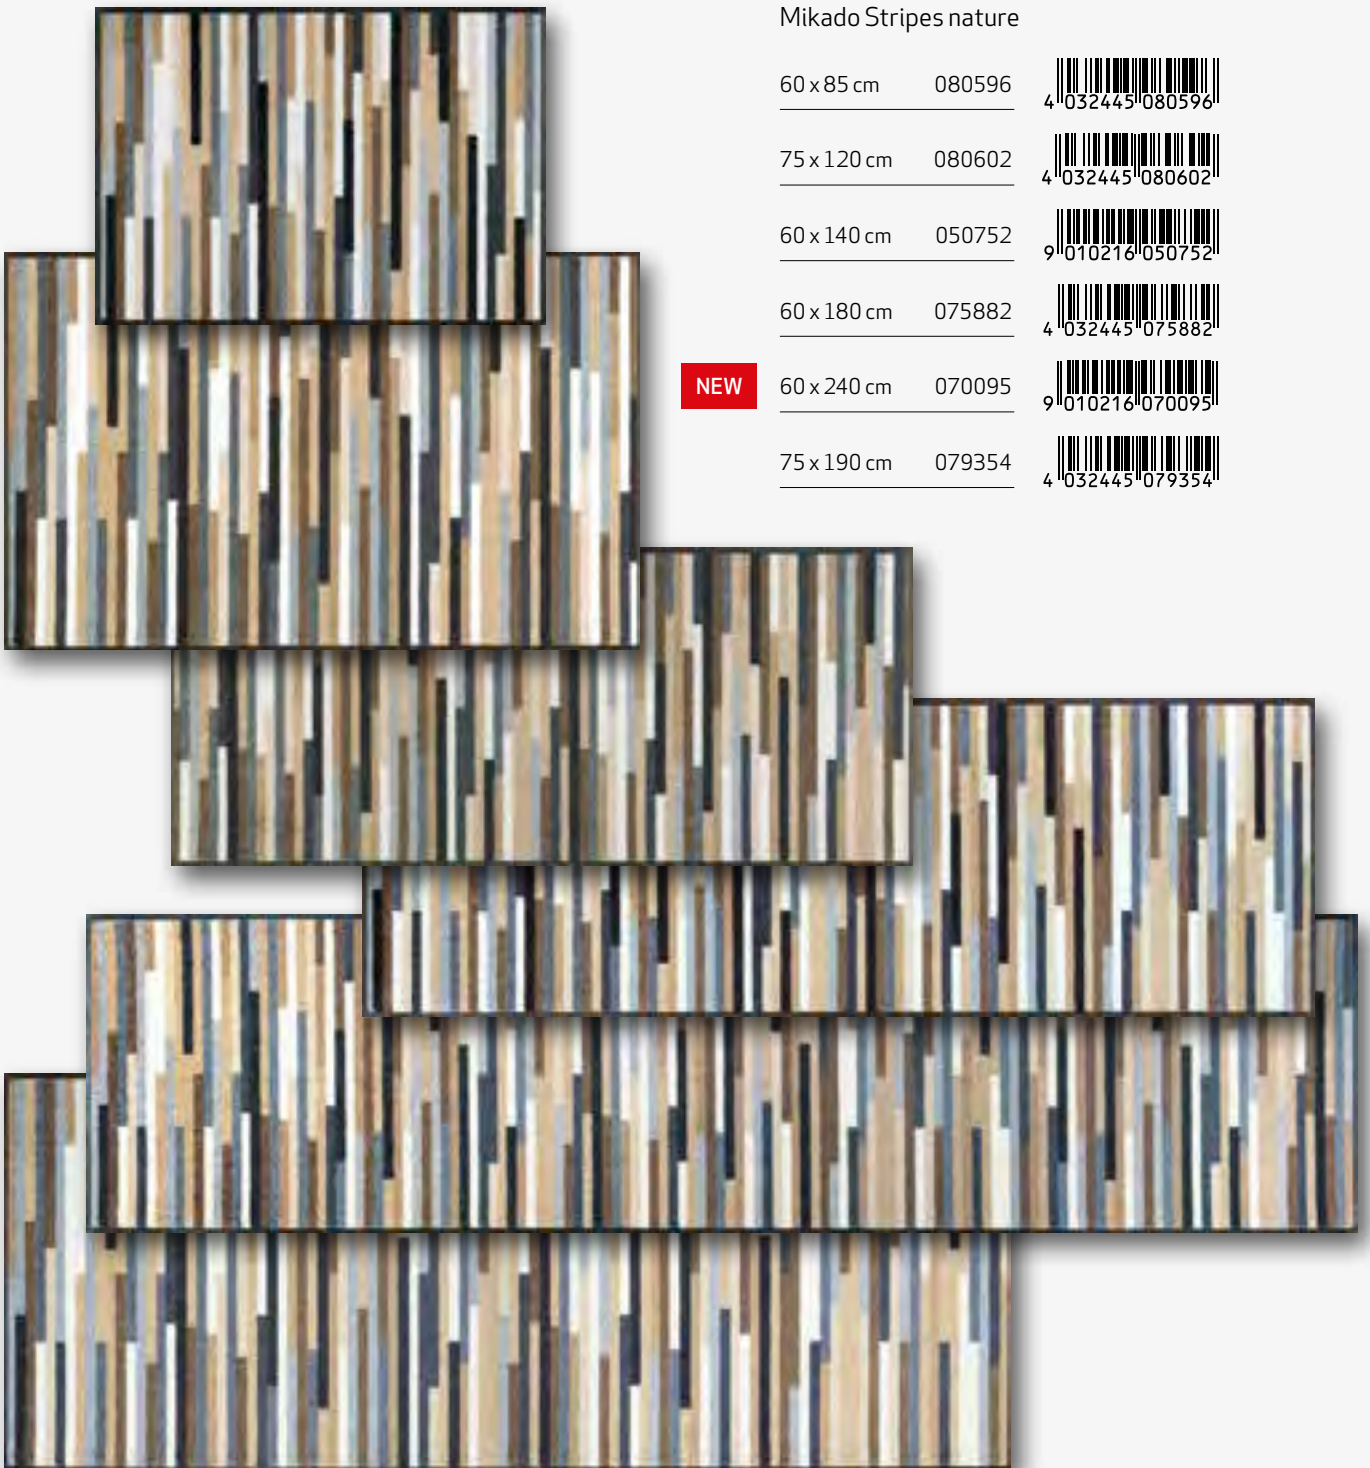 Mikado Stripes nature
60 x 85 cm 080596 4 032445 080596
75 x 120 cm 080602 4 032445 080602
60 x 140 cm 050752 9 010216 050752
60 x 180 cm 075882 4 032445 075882
NEW 60 x 240 cm 070095 9 010216 070095
75 x 190 cm 079354 4 032445 079354